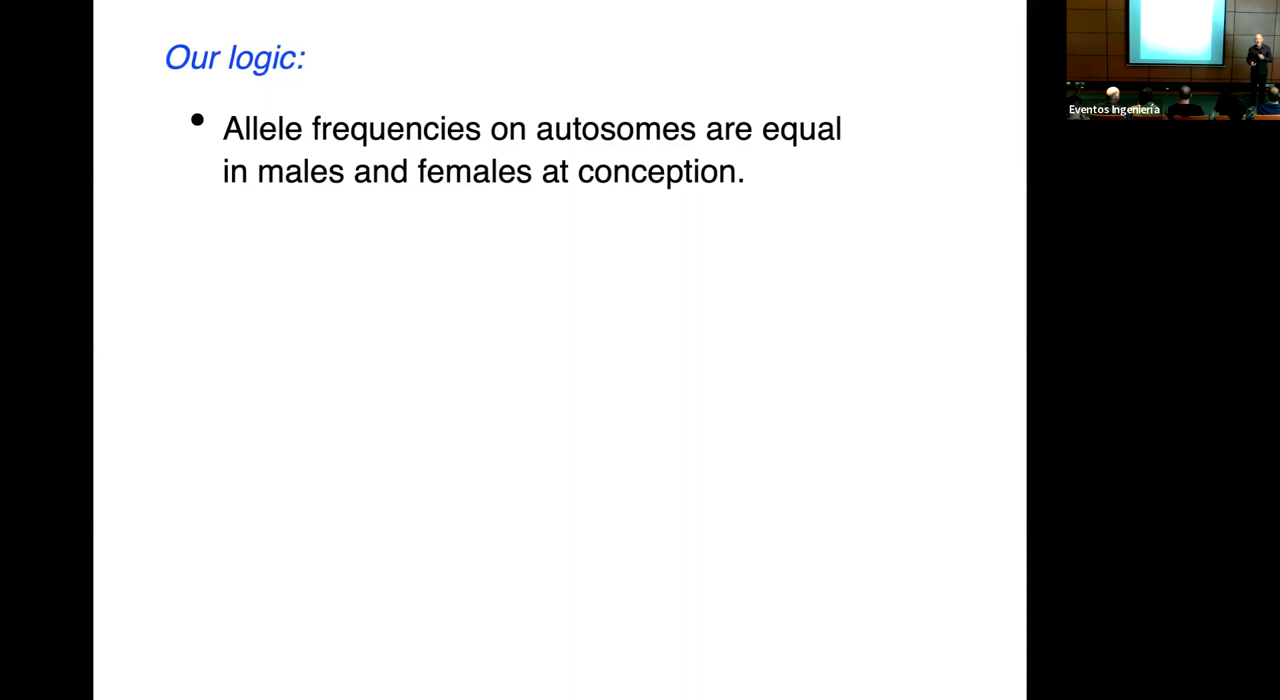 Our logic:
• Allele frequencies on autosomes are equal
in males and females at conception.
Eventos Ingeniería